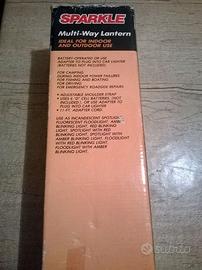 SPARKLE
Multi-Way Lantern
IDEAL FOR INDOOR
AND OUTDOOR USE
BATTERY-OPERATED OR USE
ADAPTER TO PLUG INTO CAR LIGHTER
(BATTERIES NOT INCLUDED).
FOR CAMPING
DURING INDOOR POWER FAILURES
FOR FISHING AND BOATING
FOR DRIVING
FOR EMERGENCY ROADSIDE REPAIRS
• ADJUSTABLE SHOULDER STRAP
• USES 6 "D" CELL BATTERIES, (NOT
INCLUDED), OR USE ADAPTER TO
PLUG INTO CAR LIGHTER
• 11-FT. ADAPTER CORD.
USE AS INCANDESCENT SPOTLIGHT,
FLUORESCENT FLOODLIGHT, AMBER
BLINKING LIGHT, RED BLINKING
LIGHT, SPOTLIGHT WITH RED
BLINKING LIGHT, SPOTLIGHT WITH
AMBER BLINKING LIGHT, FLOODLIGHT
WITH RED BLINKING LIGHT,
FLOODLIGHT WITH AMBER
BLINKING LIGHT.
subito